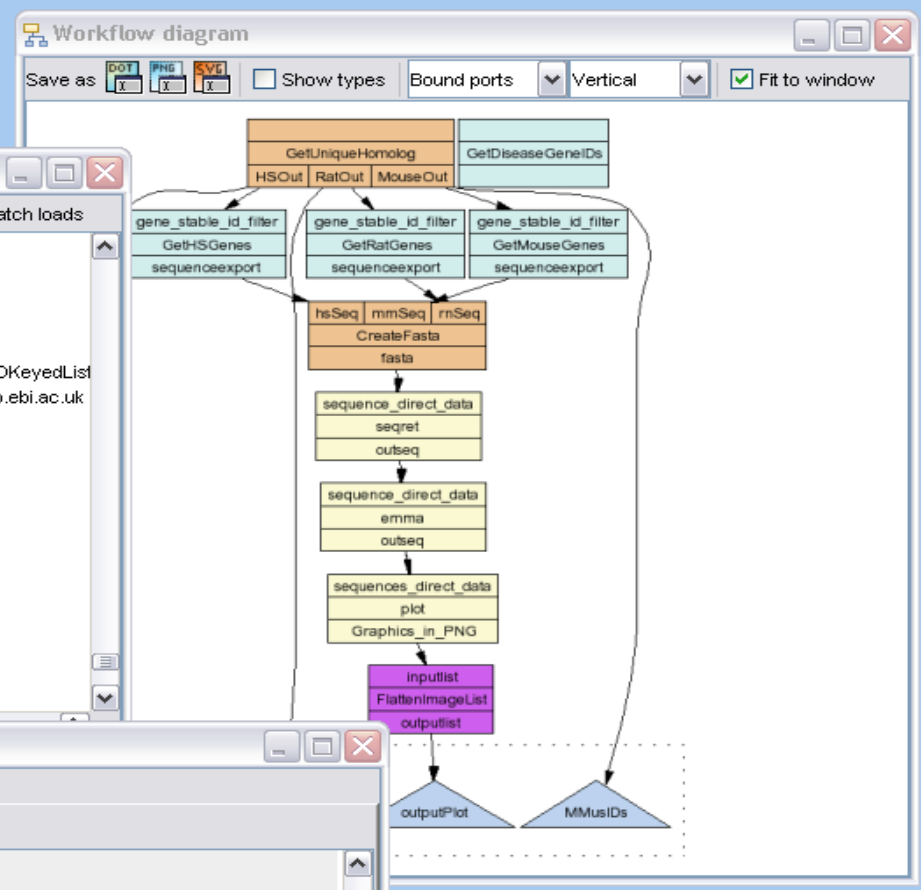 Workflow diagram
Save as DOT PNG SVG Show types Bound ports Vertical Fit to window
GetUniqueHomolog
HSOut RatOut MouseOut
GetDiseaseGeneIDs
atch loads
gene_stable_id_filter
GetHSGenes
sequenceexport
gene_stable_id_filter
GetRatGenes
sequenceexport
gene_stable_id_filter
GetMouseGenes
sequenceexport
hsSeq mmSeq rnSeq
CreateFasta
fasta
DKeyedList
.ebi.ac.uk
sequence_direct_data
seqret
outseq
sequence_direct_data
emma
outseq
sequences_direct_data
plot
Graphics_in_PNG
inputlist
FlattenImageList
outputlist
outputPlot
MMusIDs